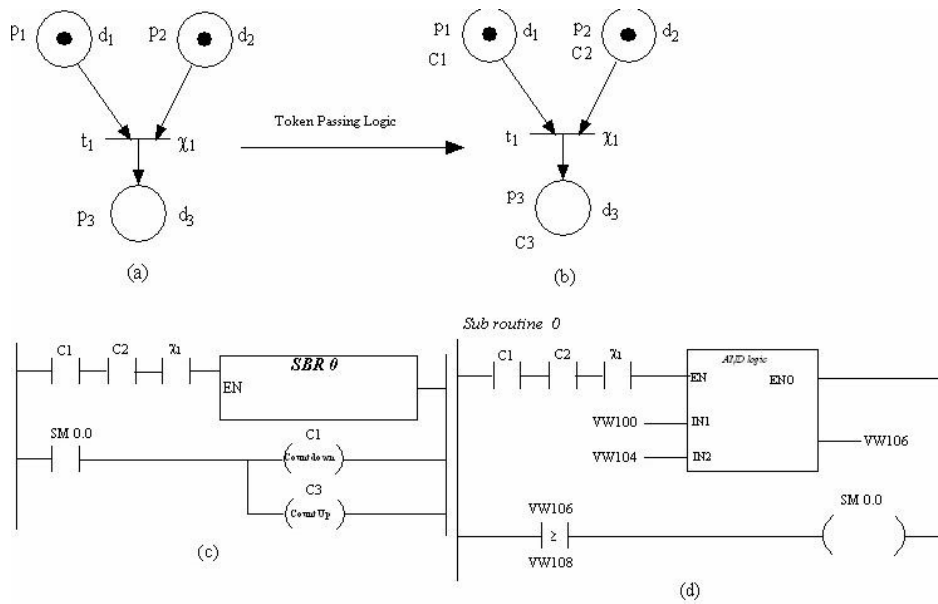 p1 d1 p2 d2
t1 χ1
p3 d3
(a)
Token Passing Logic
p1 d1 p2 d2
C1 C2
t1 χ1
p3 d3
C3
(b)
C1 C2 χ1
SBR 0
EN
SM 0.0
C1
Count down
C3
Count Up
(c)
Sub routine 0
C1 C2 χ1
AND logic
EN ENO
VW100 IN1
VW106
VW104 IN2
SM 0.0
VW106
≥
VW108
(d)